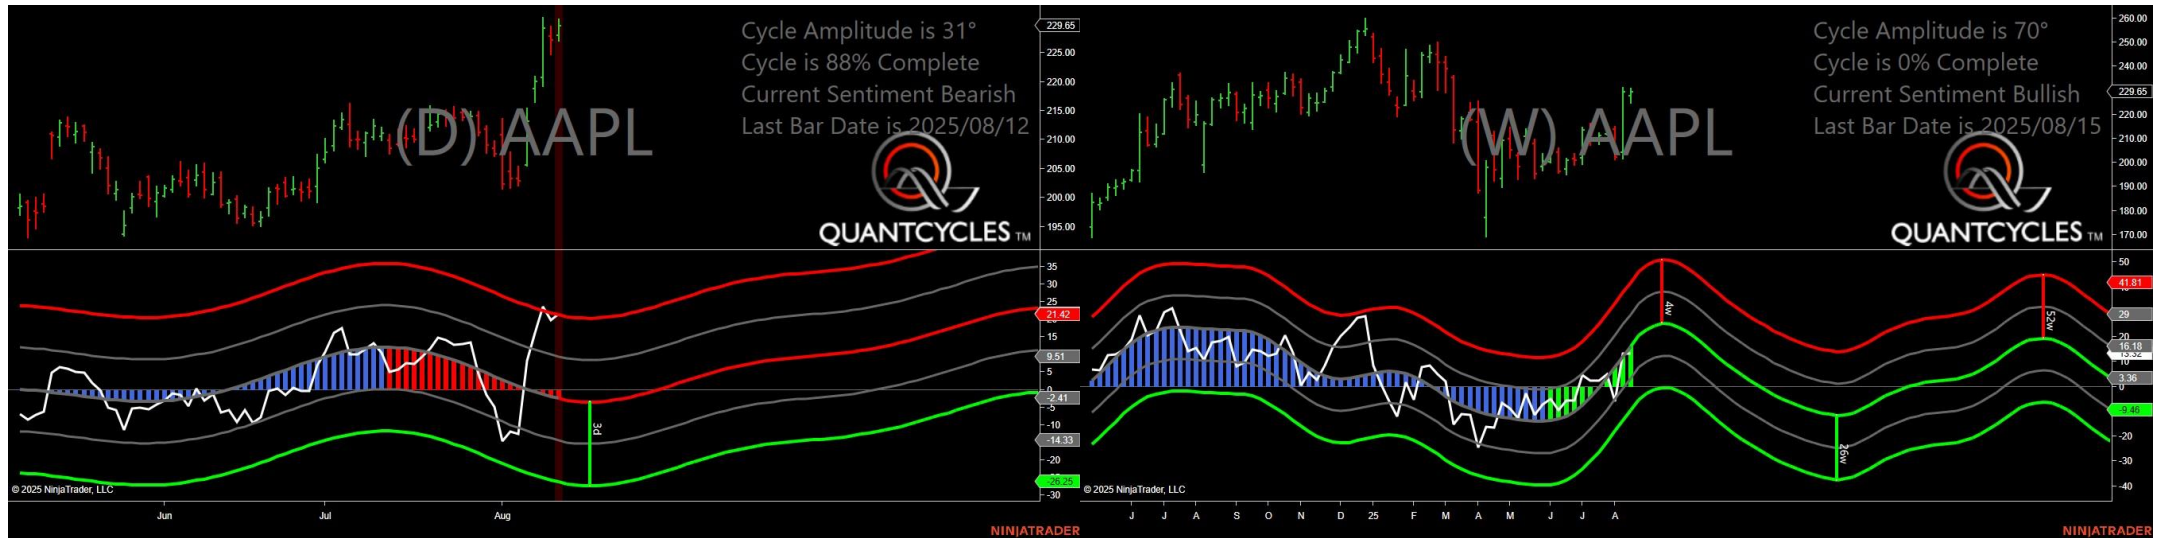 Cycle Amplitude is 31°
Cycle is 88% Complete
Current Sentiment Bearish
Last Bar Date is 2025/08/12
(D) AAPL
QUANTCYCLES TM
229.65
225.00
220.00
215.00
210.00
205.00
200.00
195.00
35
30
25
21.42
15
9.51
5
0
-2.41
-5
-10
-14.33
-20
-26.25
-30
3d
© 2025 NinjaTrader, LLC
Jun
Jul
Aug
NINJATRADER
Cycle Amplitude is 70°
Cycle is 0% Complete
Current Sentiment Bullish
Last Bar Date is 2025/08/15
(W) AAPL
QUANTCYCLES TM
260.00
250.00
240.00
229.65
220.00
210.00
200.00
190.00
180.00
170.00
50
41.81
29
20
16.18
13.32
10
3.36
0
-9.46
-20
-30
-40
4w
26w
52w
© 2025 NinjaTrader, LLC
J
J
A
S
O
N
D
25
F
M
A
M
J
J
A
NINJATRADER